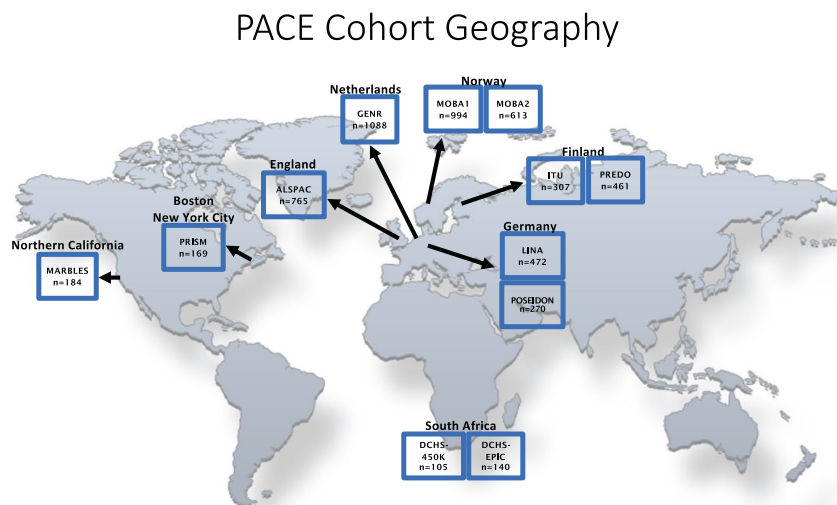 PACE Cohort Geography
Netherlands
GENR
n=1088
Norway
MOBA1
n=994
MOBA2
n=613
England
ALSPAC
n=765
Finland
ITU
n=307
PREDO
n=461
Boston
New York City
PRISM
n=169
Northern California
MARBLES
n=184
Germany
LINA
n=472
POSEIDON
n=270
South Africa
DCHS-
450K
n=105
DCHS-
EPIC
n=140